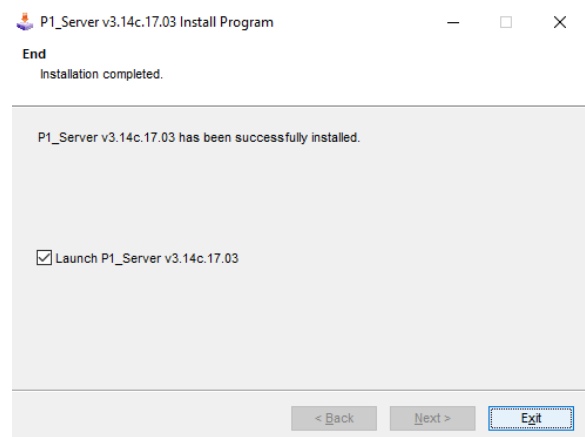 P1_Server v3.14c.17.03 Install Program
End
Installation completed.
P1_Server v3.14c.17.03 has been successfully installed.
Launch P1_Server v3.14c.17.03
< Back Next > Exit